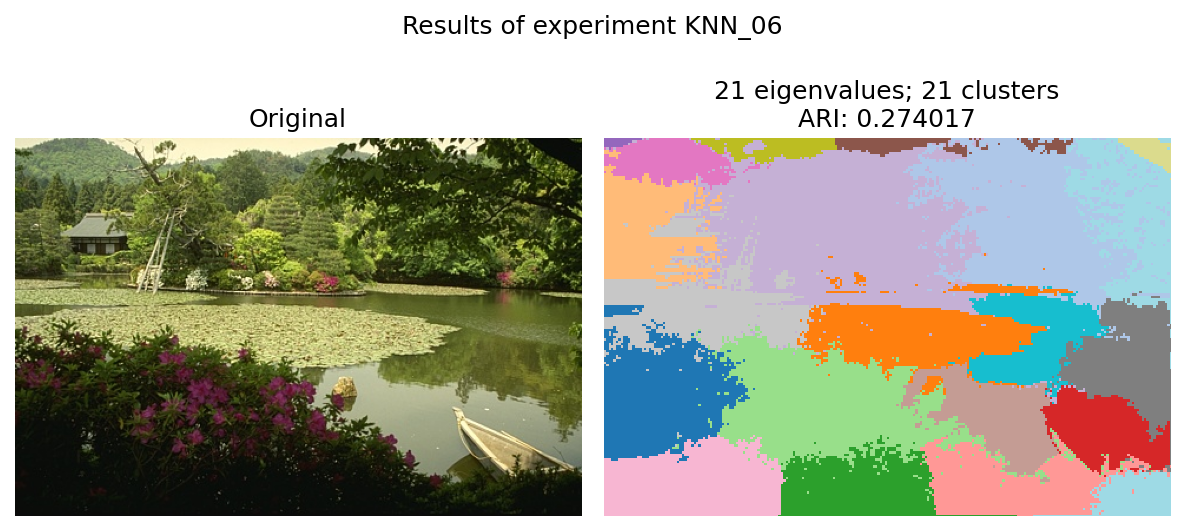 Results of experiment KNN_06
Original
21 eigenvalues; 21 clusters
ARI: 0.274017